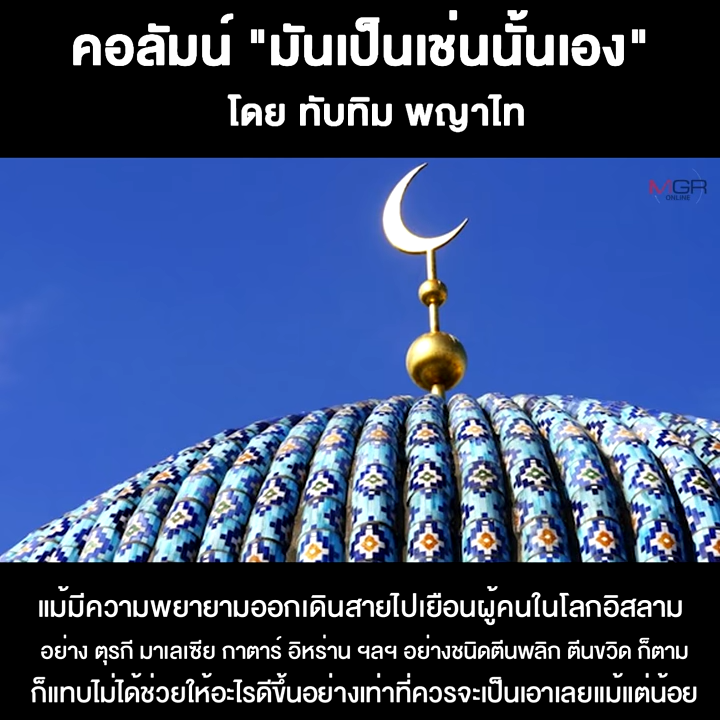 คอลัมน์ "มันเป็นเช่นนั้นเอง"
โดย ทับทิม พญาไท
MGR
ONLINE
แม้มีความพยายามออกเดินสายไปเยือนผู้คนในโลกอิสลาม
อย่าง ตุรกี มาเลเซีย กาตาร์ อิหร่าน ฯลฯ อย่างชนิดตีนพลิก ตีนขวิด ก็ตาม
ก็แทบไม่ได้ช่วยให้อะไรดีขึ้นอย่างเท่าที่ควรจะเป็นเอาเลยแม้แต่น้อย